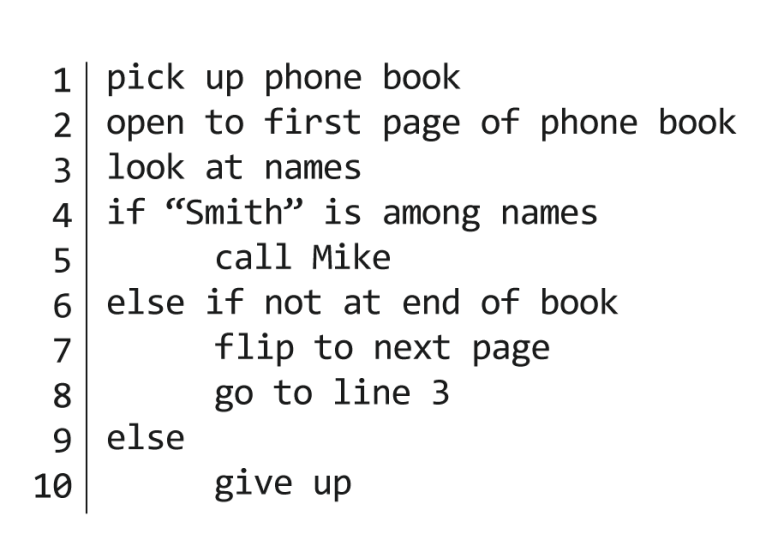 1 pick up phone book
2 open to first page of phone book
3 look at names
4 if “Smith” is among names
5 call Mike
6 else if not at end of book
7 flip to next page
8 go to line 3
9 else
10 give up